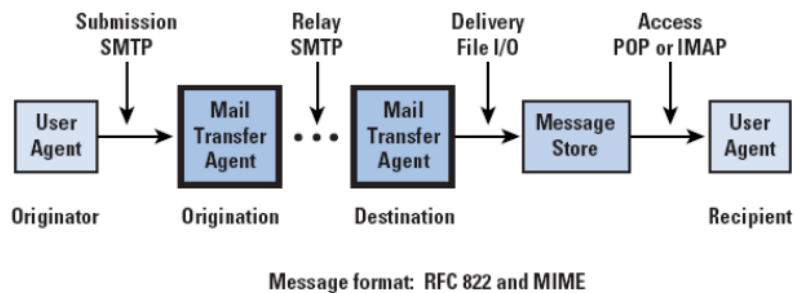 Submission
SMTP
Relay
SMTP
Delivery
File I/O
Access
POP or IMAP
User
Agent
Mail
Transfer
Agent
Mail
Transfer
Agent
Message
Store
User
Agent
Originator
Origination
Destination
Recipient
Message format: RFC 822 and MIME